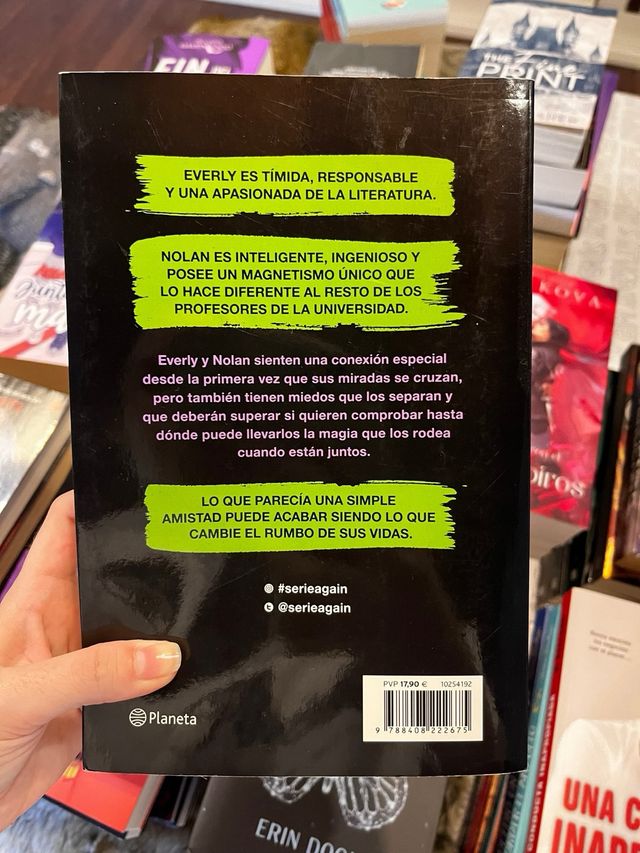 THE Fine
PRINT
EVERLY ES TÍMIDA, RESPONSABLE
Y UNA APASIONADA DE LA LITERATURA.
NOLAN ES INTELIGENTE, INGENIOSO Y
POSEE UN MAGNETISMO ÚNICO QUE
LO HACE DIFERENTE AL RESTO DE LOS
PROFESORES DE LA UNIVERSIDAD.
Everly y Nolan sienten una conexión especial
desde la primera vez que sus miradas se cruzan,
pero también tienen miedos que los separan y
que deberán superar si quieren comprobar hasta
dónde puede llevarlos la magia que los rodea
cuando están juntos.
LO QUE PARECÍA UNA SIMPLE
AMISTAD PUEDE ACABAR SIENDO LO QUE
CAMBIE EL RUMBO DE SUS VIDAS.
#serieagain
@serieagain
PVP 17,90 € 10254192
9 788408 222675
Planeta
ERIN
UNA
CONDUCTA INAPROPIADA